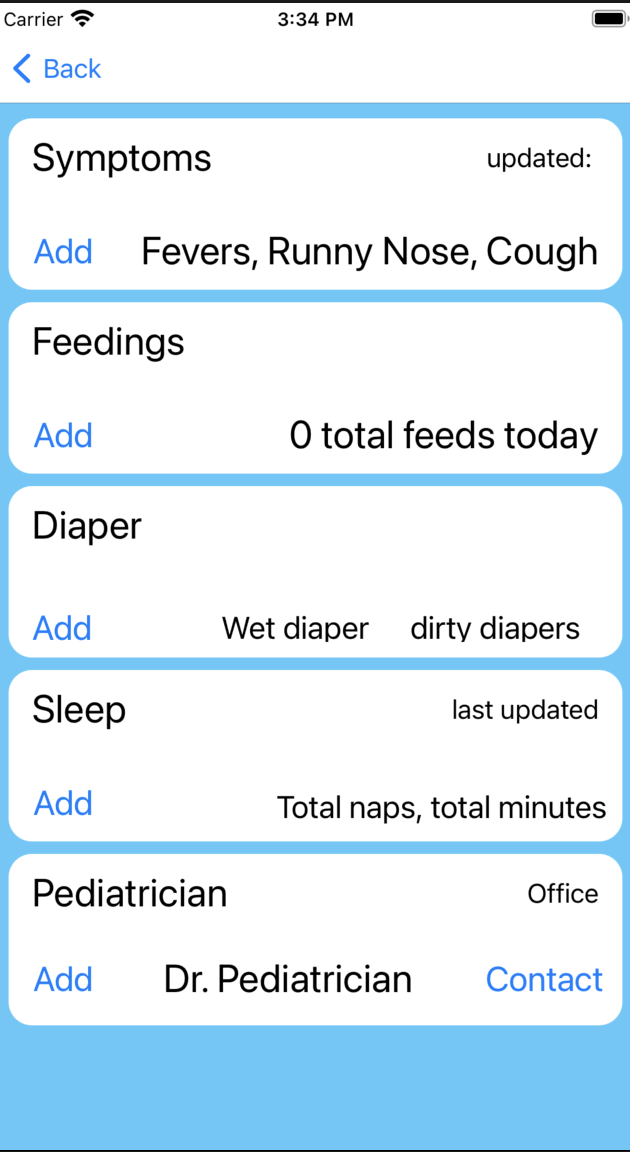 Carrier 3:34 PM
Back
Symptoms updated:
Add Fevers, Runny Nose, Cough
Feedings
Add 0 total feeds today
Diaper
Add Wet diaper dirty diapers
Sleep last updated
Add Total naps, total minutes
Pediatrician Office
Add Dr. Pediatrician Contact